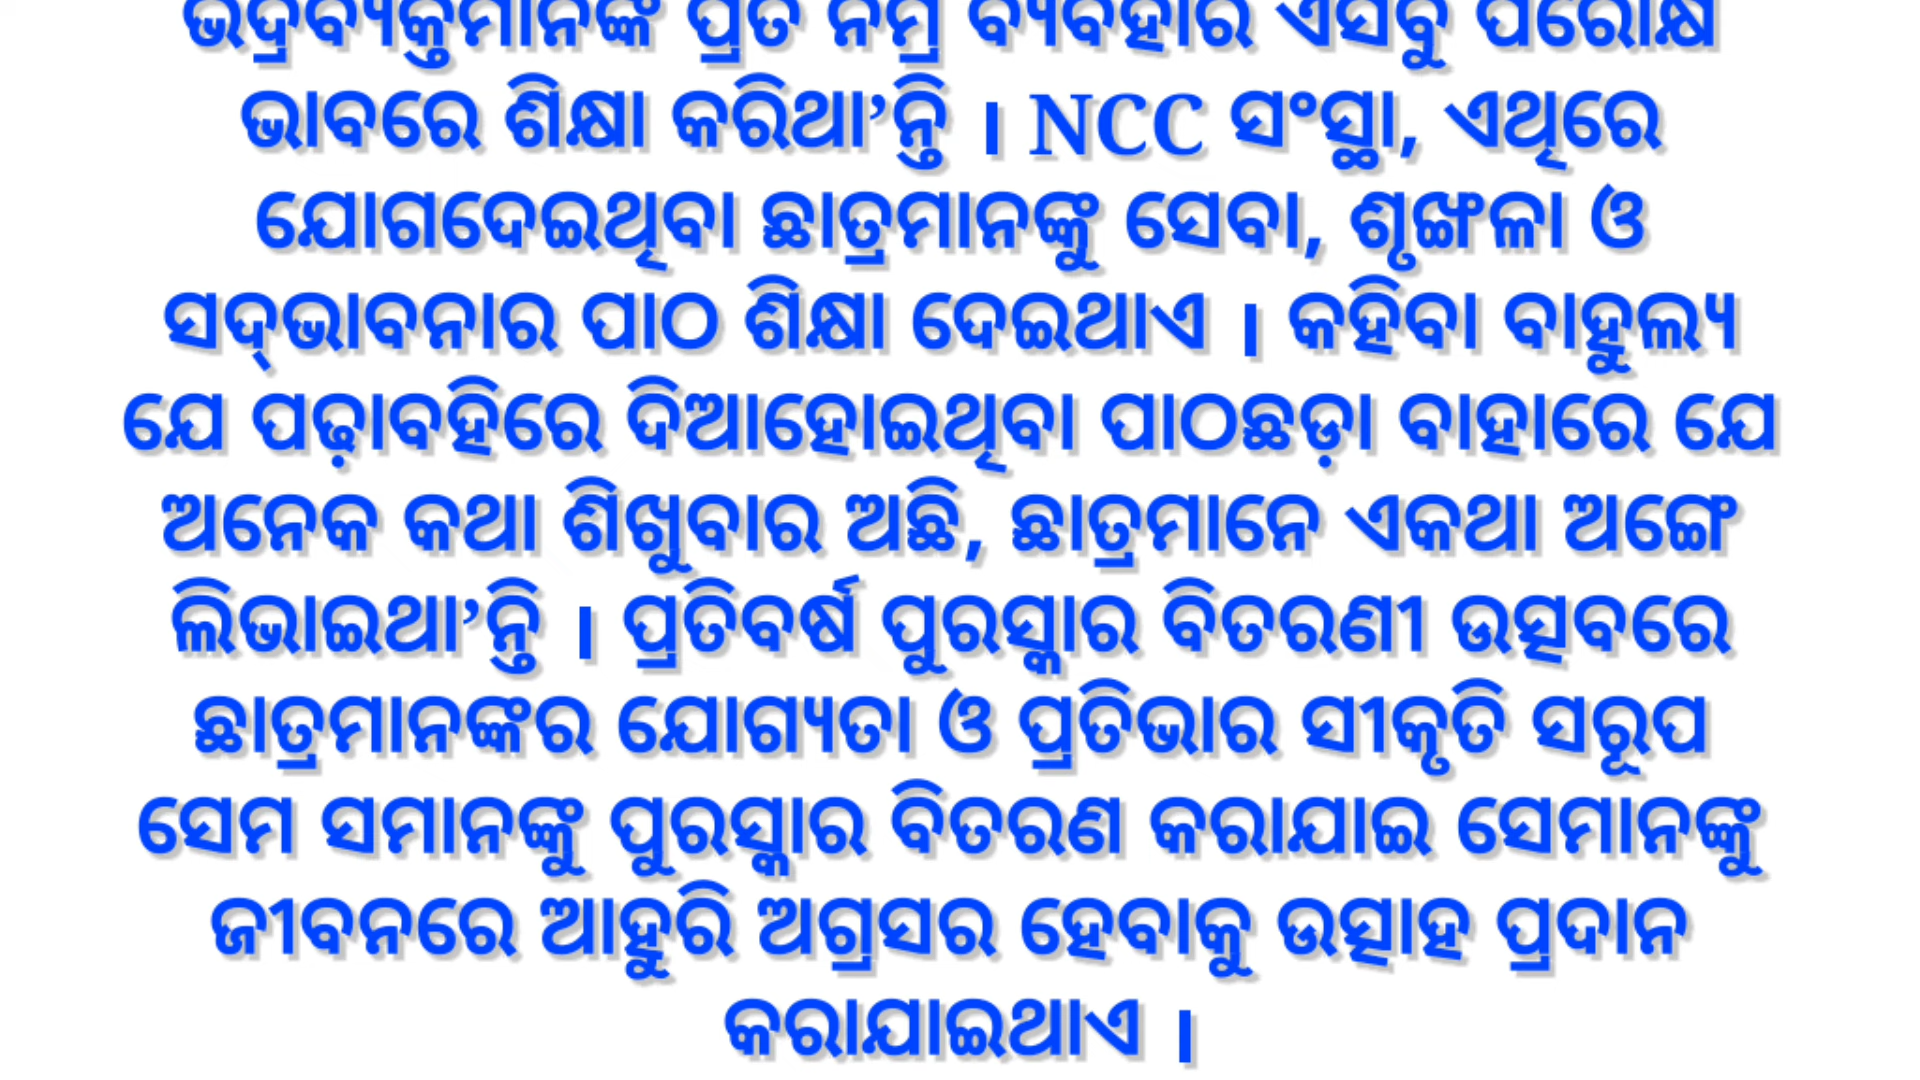 ଭଦ୍ରବ୍ୟକ୍ତିମାନଙ୍କ ପ୍ରତି ନମ୍ର ବ୍ୟବହାର ଏସବୁ ପରୋକ୍ଷ
ଭାବରେ ଶିକ୍ଷା କରିଥା’ନ୍ତି । NCC ସଂସ୍ଥା, ଏଥିରେ
ଯୋଗଦେଇଥିବା ଛାତ୍ରମାନଙ୍କୁ ସେବା, ଶୃଙ୍ଖଳା ଓ
ସଦ୍‌ଭାବନାର ପାଠ ଶିକ୍ଷା ଦେଇଥାଏ । କହିବା ବାହୁଲ୍ୟ
ଯେ ପଢ଼ାବହିରେ ଦିଆହୋଇଥିବା ପାଠଛଡ଼ା ବାହାରେ ଯେ
ଅନେକ କଥା ଶିଖୁବାର ଅଛି, ଛାତ୍ରମାନେ ଏକଥା ଅଙ୍ଗେ
ଲିଭାଇଥା’ନ୍ତି । ପ୍ରତିବର୍ଷ ପୁରସ୍କାର ବିତରଣୀ ଉତ୍ସବରେ
ଛାତ୍ରମାନଙ୍କର ଯୋଗ୍ୟତା ଓ ପ୍ରତିଭାର ସୀକୃତି ସରୂପ
ସେମ ସମାନଙ୍କୁ ପୁରସ୍କାର ବିତରଣ କରାଯାଇ ସେମାନଙ୍କୁ
ଜୀବନରେ ଆହୁରି ଅଗ୍ରସର ହେବାକୁ ଉତ୍ସାହ ପ୍ରଦାନ
କରାଯାଇଥାଏ ।